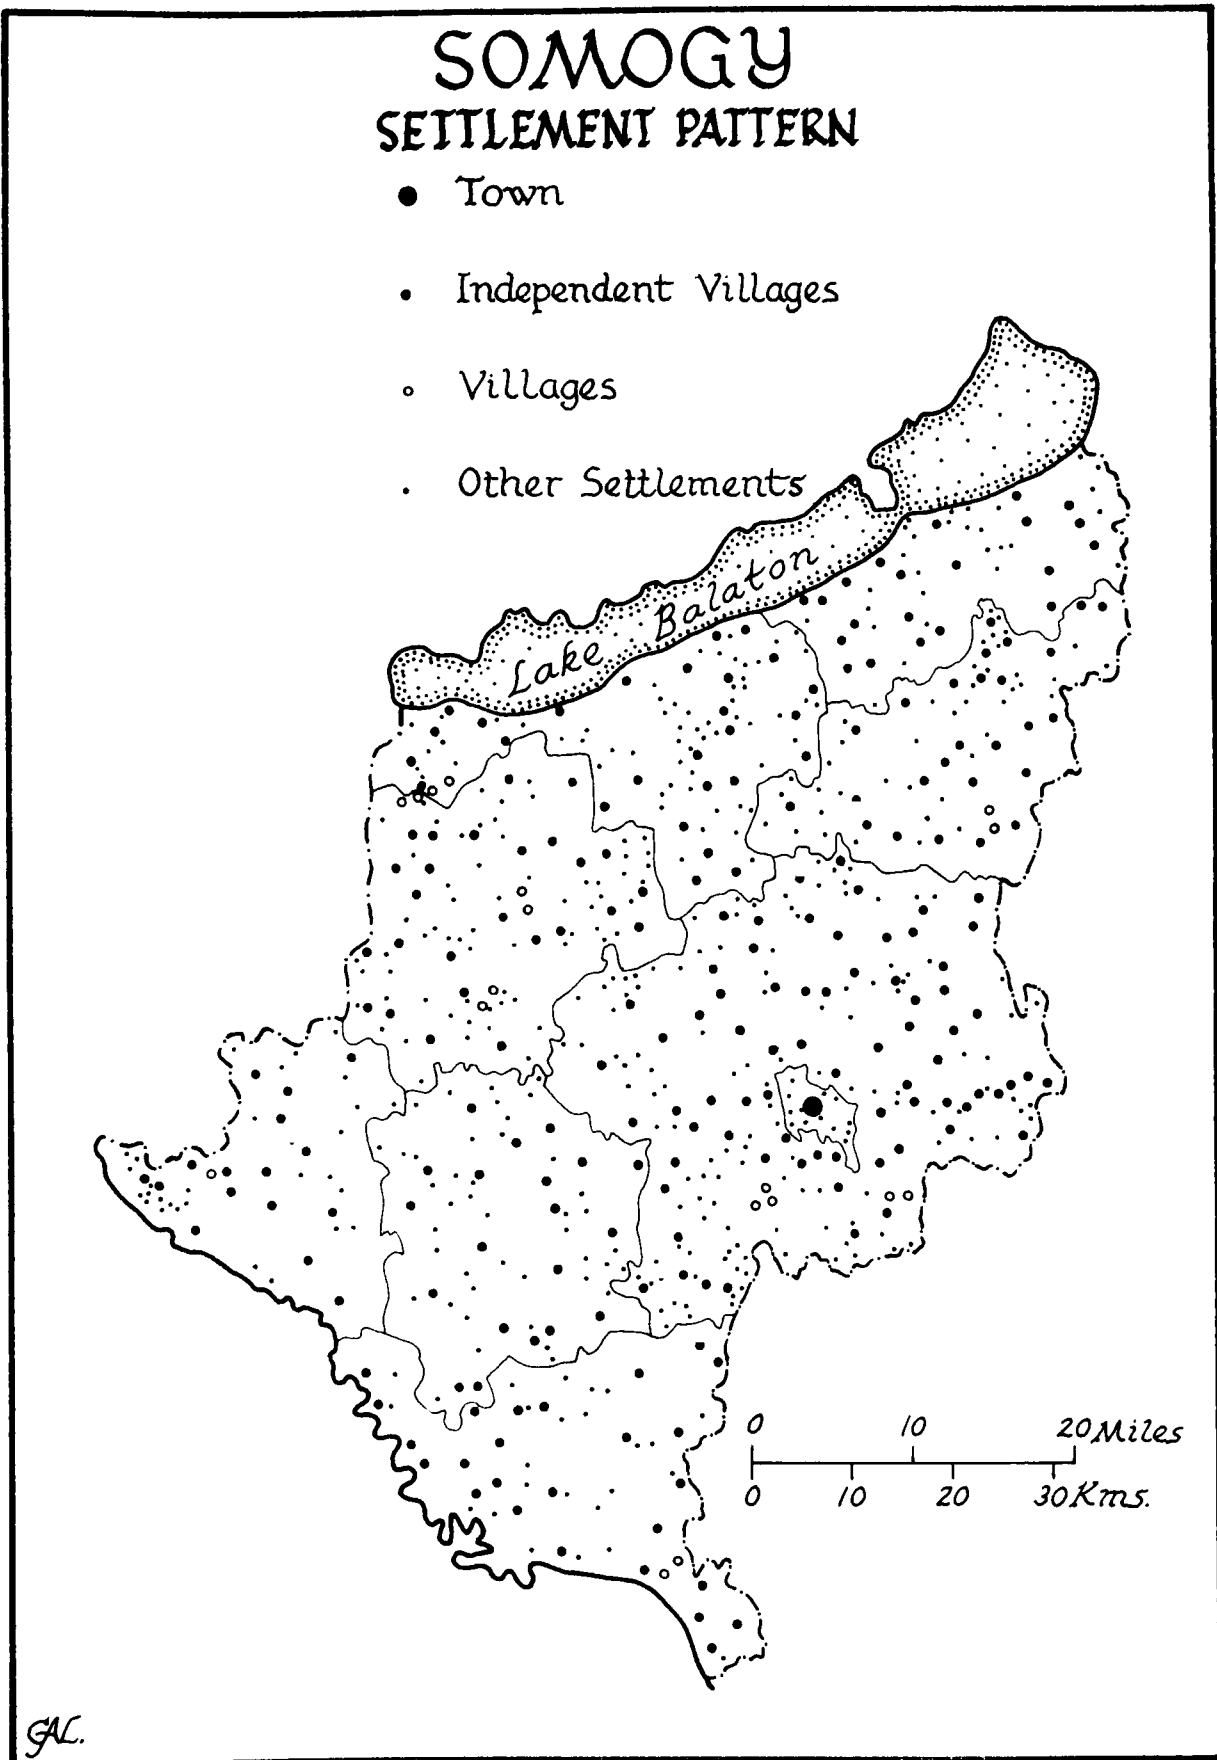 SOMOGY
SETTLEMENT PATTERN
Town
Independent Villages
Villages
Other Settlements
Lake Balaton
0 10 20 Miles
0 10 20 30 Kms.
GAL.